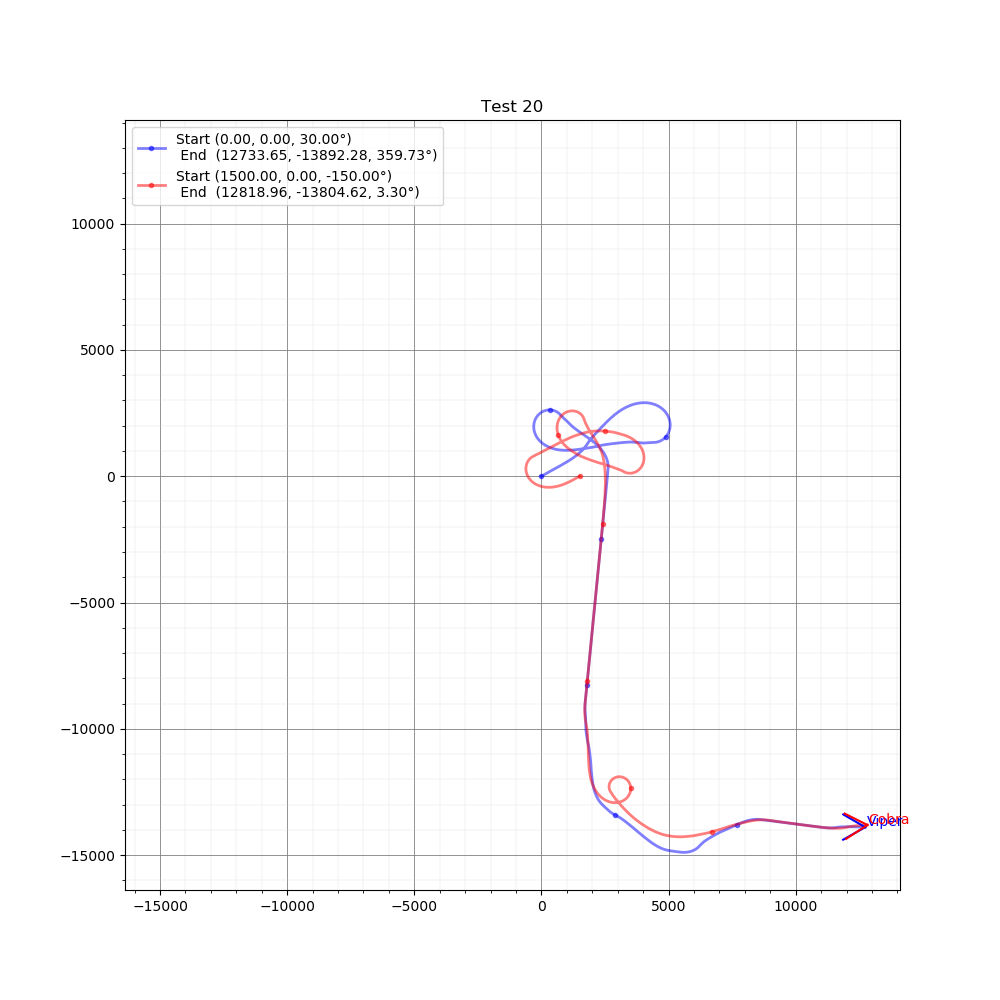 Test 20
Start (0.00, 0.00, 30.00°)
End (12733.65, -13892.28, 359.73°)
Start (1500.00, 0.00, -150.00°)
End (12818.96, -13804.62, 3.30°)
10000
5000
0
−5000
−10000
−15000
Cobra
Viper
−15000 −10000 −5000 0 5000 10000